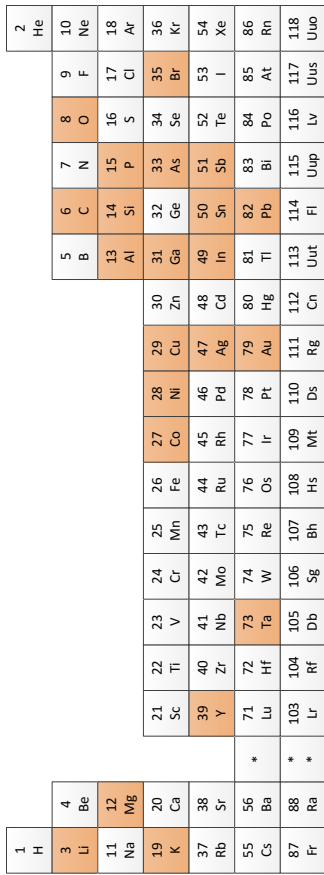 1 2
H He
3 4 5 6 7 8 9 10
Li Be B C N O F Ne
11 12 13 14 15 16 17 18
Na Mg Al Si P S Cl Ar
19 20 21 22 23 24 25 26 27 28 29 30 31 32 33 34 35 36
K Ca Sc Ti V Cr Mn Fe Co Ni Cu Zn Ga Ge As Se Br Kr
37 38 39 40 41 42 43 44 45 46 47 48 49 50 51 52 53 54
Rb Sr Y Zr Nb Mo Tc Ru Rh Pd Ag Cd In Sn Sb Te I Xe
55 56 * 71 72 73 74 75 76 77 78 79 80 81 82 83 84 85 86
Cs Ba Lu Hf Ta W Re Os Ir Pt Au Hg Tl Pb Bi Po At Rn
87 88 * 103 104 105 106 107 108 109 110 111 112 113 114 115 116 117 118
Fr Ra * Lr Rf Db Sg Bh Hs Mt Ds Rg Cn Uut Fl Uup Lv Uus Uuo